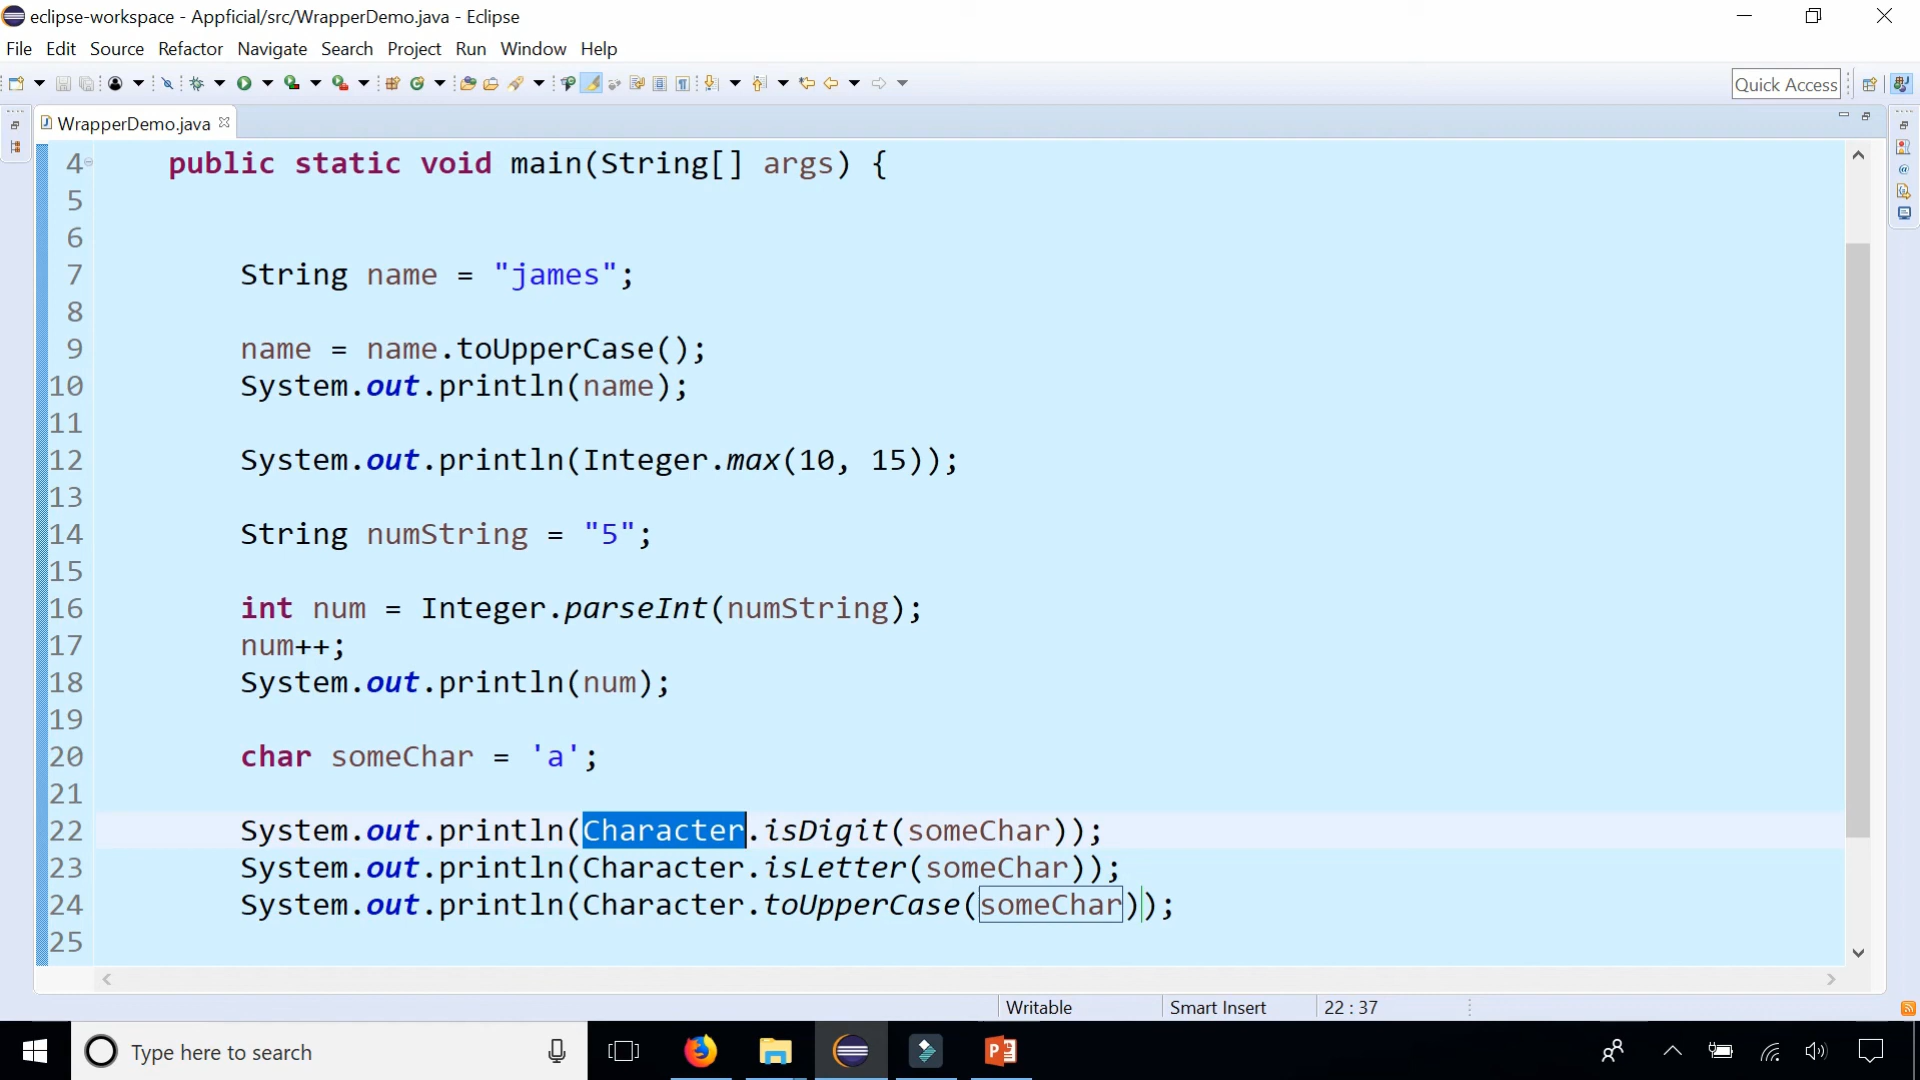 eclipse-workspace - Appficial/src/WrapperDemo.java - Eclipse
File Edit Source Refactor Navigate Search Project Run Window Help
Quick Access
WrapperDemo.java
4 public static void main(String[] args) {
5
6
7 String name = "james";
8
9 name = name.toUpperCase();
10 System.out.println(name);
11
12 System.out.println(Integer.max(10, 15));
13
14 String numString = "5";
15
16 int num = Integer.parseInt(numString);
17 num++;
18 System.out.println(num);
19
20 char someChar = 'a';
21
22 System.out.println(Character.isDigit(someChar));
23 System.out.println(Character.isLetter(someChar));
24 System.out.println(Character.toUpperCase(someChar));
25
Writable Smart Insert 22 : 37
Type here to search